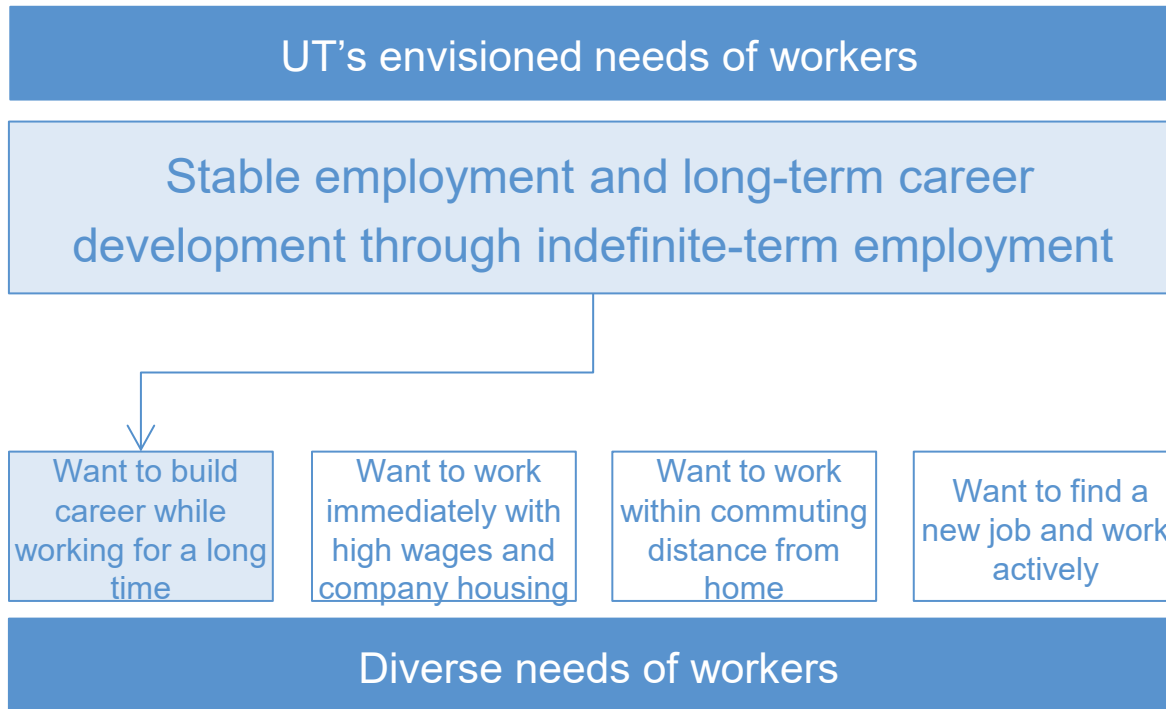 UT’s envisioned needs of workers
Stable employment and long-term career
development through indefinite-term employment
Want to build
career while
working for a long
time
Want to work
immediately with
high wages and
company housing
Want to work
within commuting
distance from
home
Want to find a
new job and work
actively
Diverse needs of workers